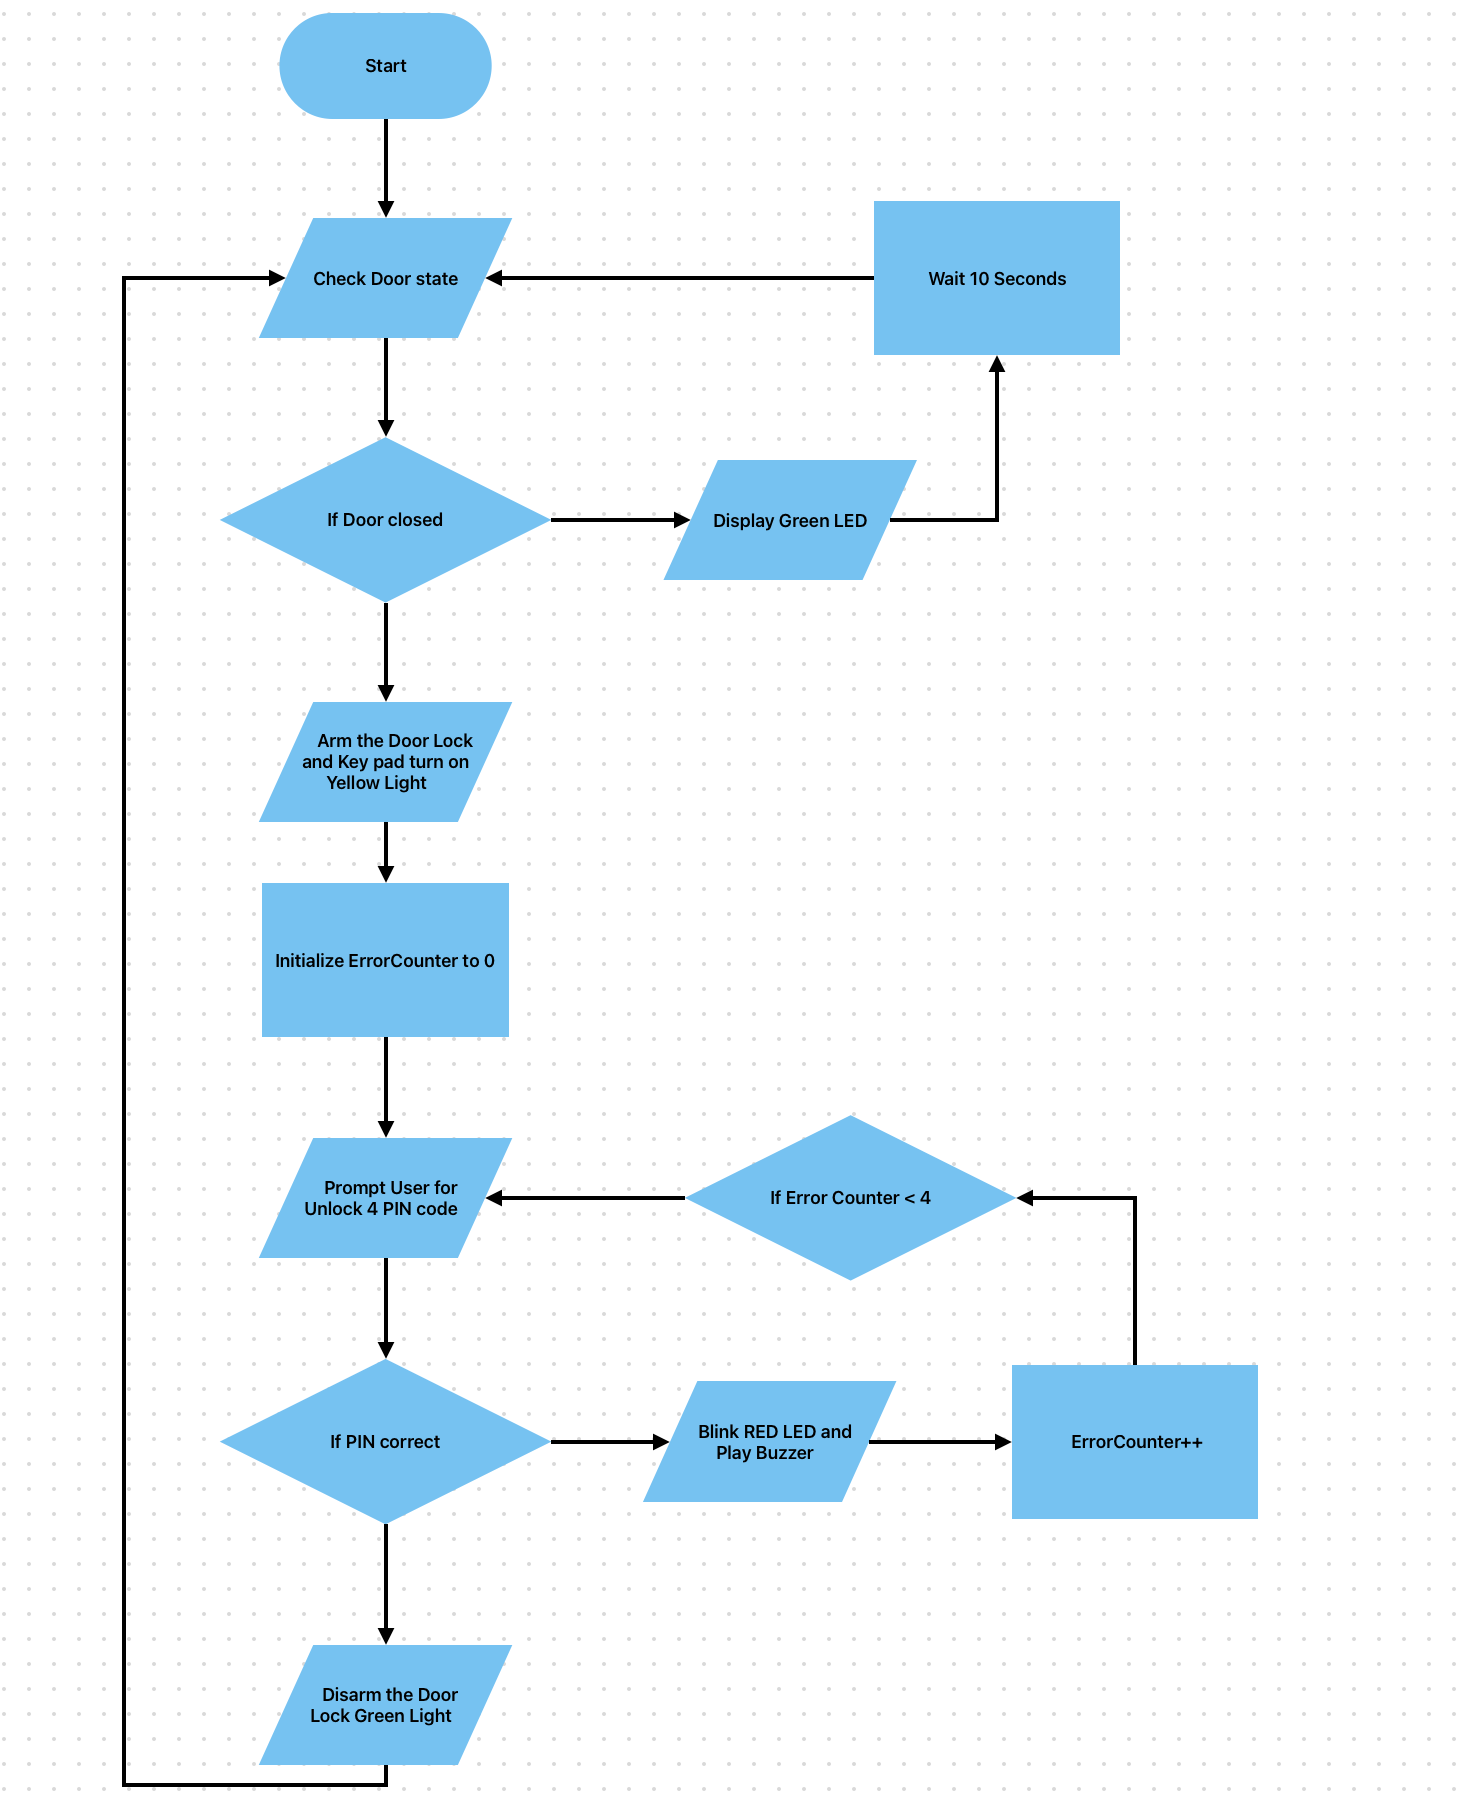 Start
Check Door state
Wait 10 Seconds
If Door closed
Display Green LED
Arm the Door Lock
and Key pad turn on
Yellow Light
Initialize ErrorCounter to 0
Prompt User for
Unlock 4 PIN code
If Error Counter < 4
If PIN correct
Blink RED LED and
Play Buzzer
ErrorCounter++
Disarm the Door
Lock Green Light